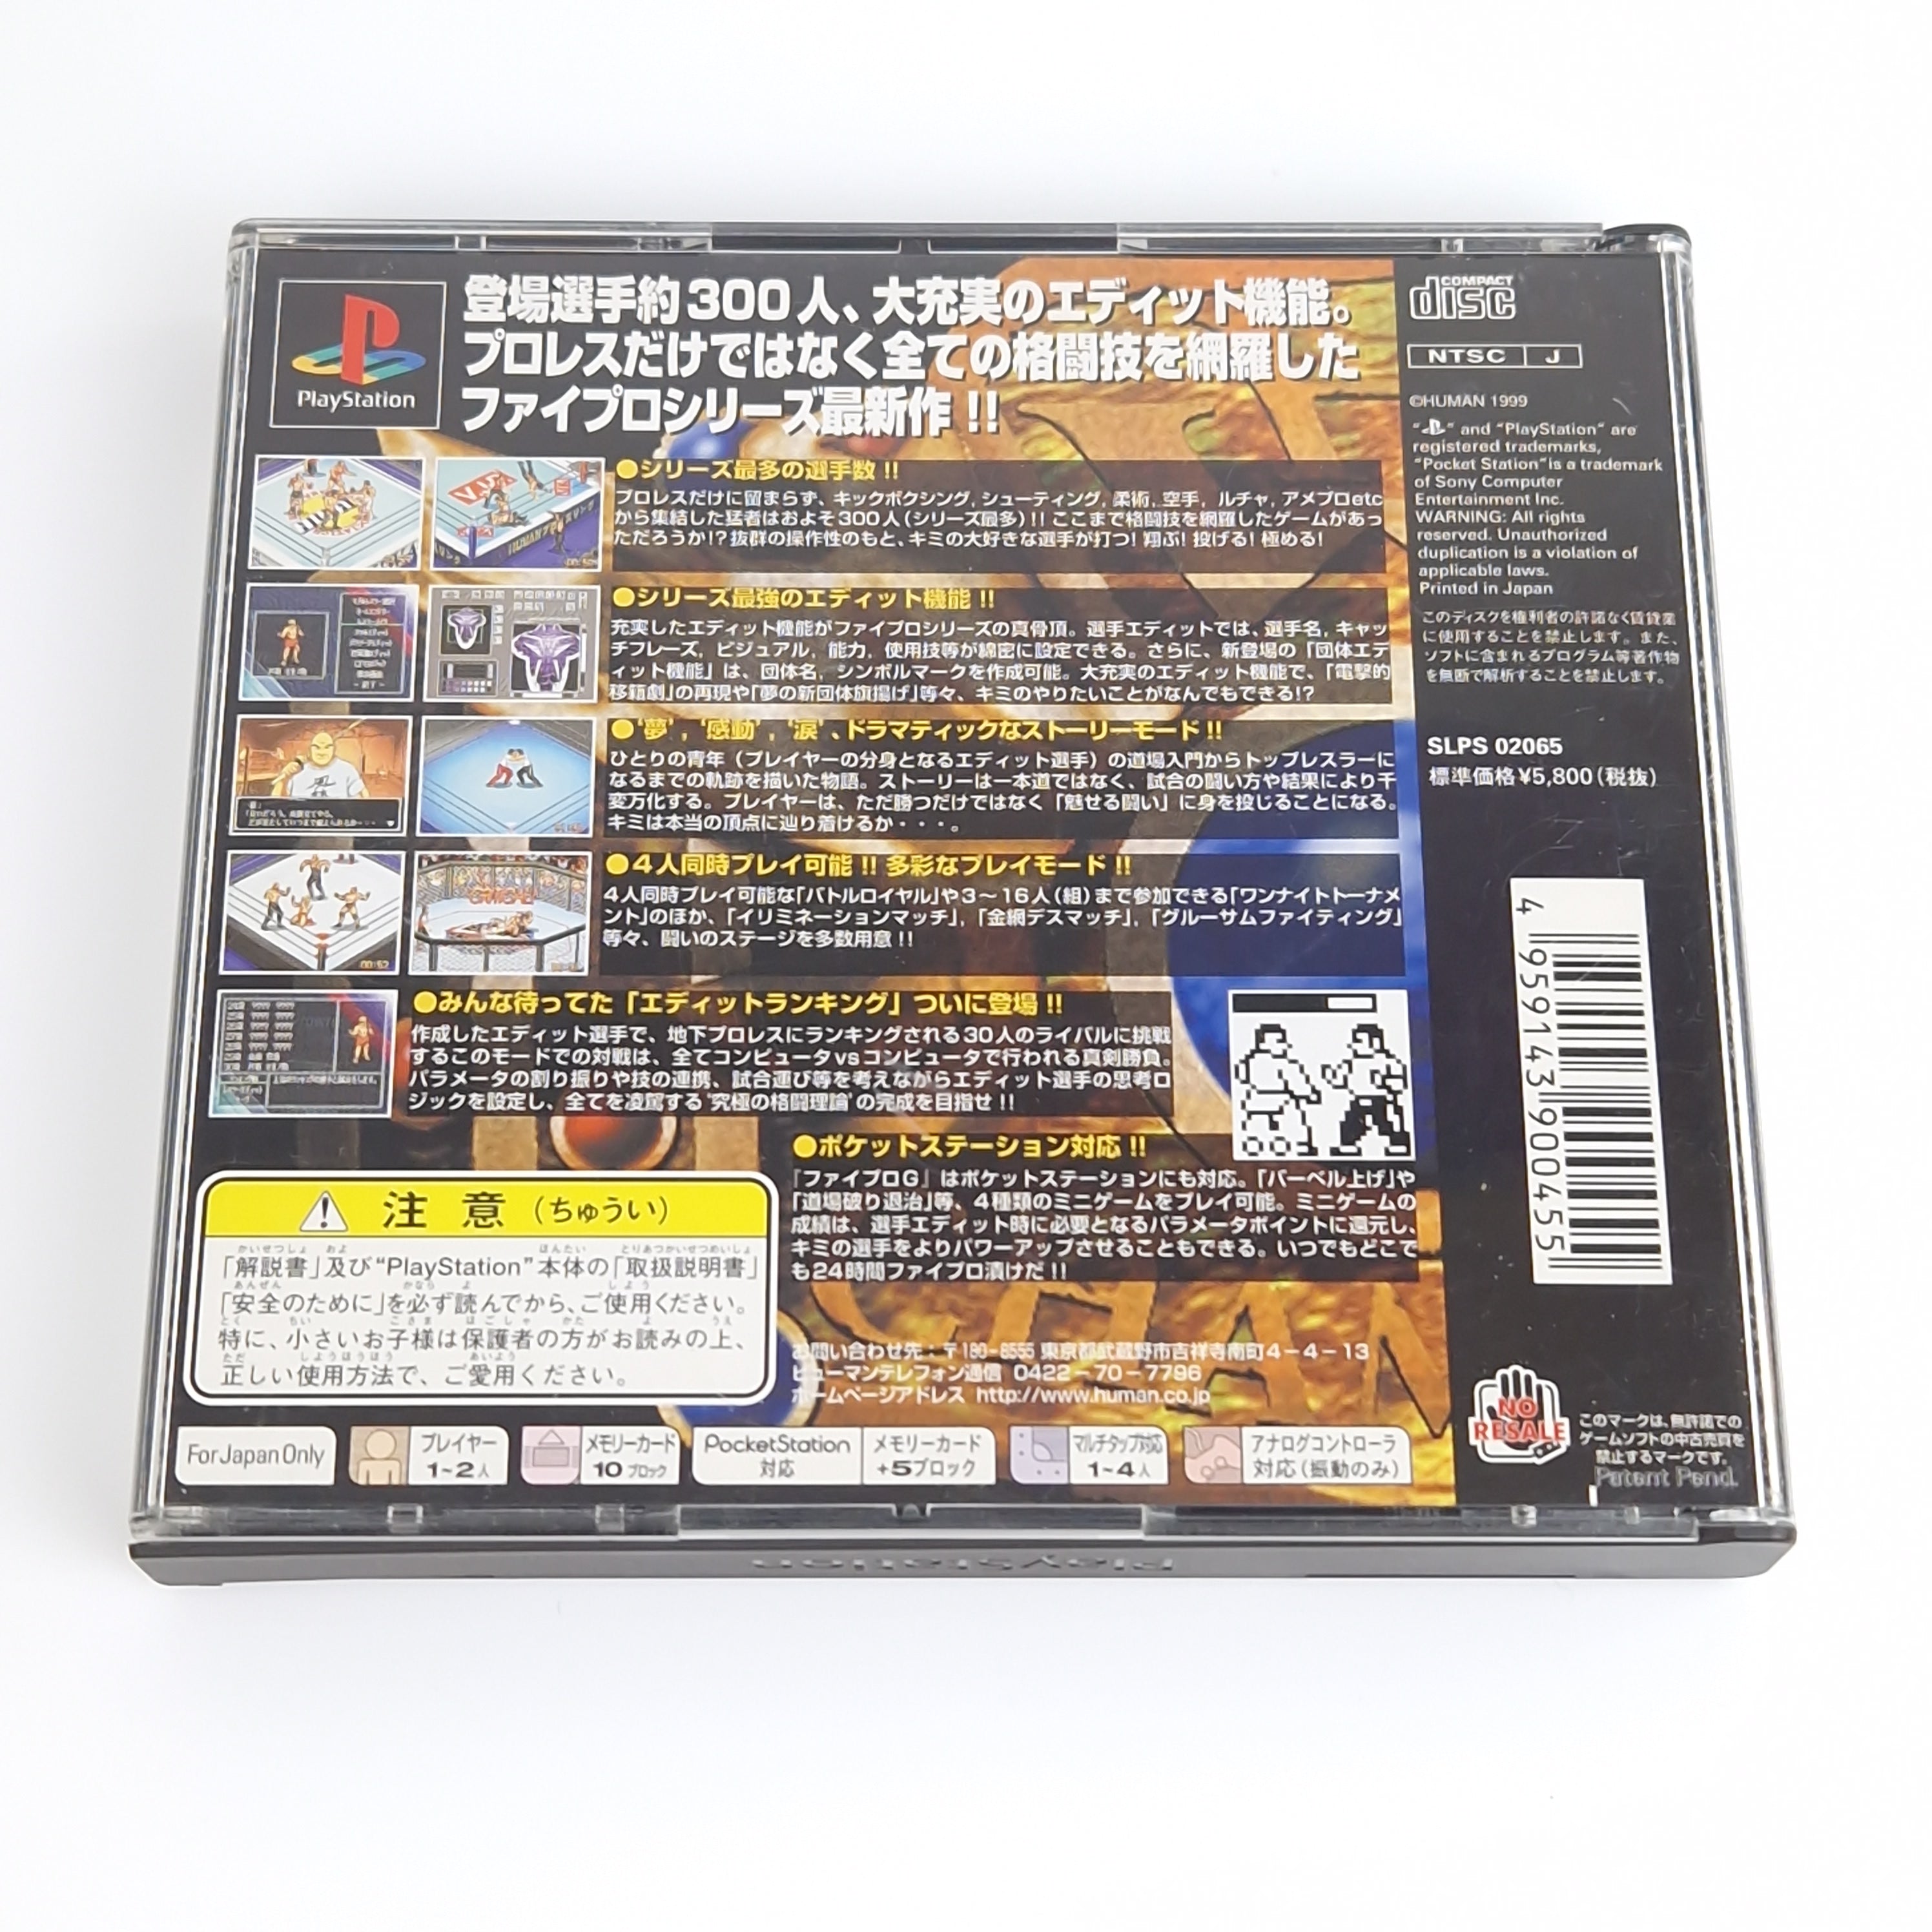 PlayStation
登場選手約300人、大充実のエディット機能。
プロレスだけではなく全ての格闘技を網羅した
ファイプロシリーズ最新作!!
●シリーズ最多の選手数!!
プロレスだけに留まらず、キックボクシング,シューティング,柔術,空手,ルチャ,アメプロetc
から集結した猛者はおよそ300人(シリーズ最多)!!ここまで格闘技を網羅したゲームがあっ
ただろうか!?抜群の操作性のもと、キミの大好きな選手が打つ!翔ぶ!投げる!極める!
●シリーズ最強のエディット機能!!
充実したエディット機能がファイプロシリーズの真骨頂。選手エディットでは、選手名,キャッ
チフレーズ,ビジュアル,能力,使用技等が綿密に設定できる。さらに、新登場の「団体エデ
ィット機能」は、団体名,シンボルマークを作成可能。大充実のエディット機能で、「電撃的
移籍劇」の再現や「夢の新団体旗揚げ」等々、キミのやりたいことがなんでもできる!?
●'夢','感動','涙'、ドラマティックなストーリーモード!!
ひとりの青年(プレイヤーの分身となるエディット選手)の道場入門からトップレスラーに
なるまでの軌跡を描いた物語。ストーリーは一本道ではなく、試合の闘い方や結果により千
変万化する。プレイヤーは、ただ勝つだけではなく「魅せる闘い」に身を投じることになる。
キミは本当の頂点に辿り着けるか・・・。
●4人同時プレイ可能!!多彩なプレイモード!!
4人同時プレイ可能な「バトルロイヤル」や3〜16人(組)まで参加できる「ワンナイトトーナメ
ント」のほか、「イリミネーションマッチ」,「金網デスマッチ」,「グルーサムファイティング」
等々、闘いのステージを多数用意!!
●みんな待ってた「エディットランキング」ついに登場!!
作成したエディット選手で、地下プロレスにランキングされる30人のライバルに挑戦
するこのモードでの対戦は、全てコンピュータvsコンピュータで行われる真剣勝負。
パラメータの割り振りや技の連携、試合運び等を考えながらエディット選手の思考ロ
ジックを設定し、全てを凌駕する'究極の格闘理論'の完成を目指せ!!
●ポケットステーション対応!!
「ファイプロG」はポケットステーションにも対応。「バーベル上げ」や
「道場破り退治」等、4種類のミニゲームをプレイ可能。ミニゲームの
成績は、選手エディット時に必要となるパラメータポイントに還元し、
キミの選手をよりパワーアップさせることもできる。いつでもどこで
も24時間ファイプロ漬けだ!!
注意(ちゅうい)
「解説書」及び"PlayStation"本体の「取扱説明書」
「安全のために」を必ず読んでから、ご使用ください。
特に、小さいお子様は保護者の方がお読みの上、
正しい使用方法で、ご愛用ください。
お問い合わせ先:〒180-8555 東京都武蔵野市吉祥寺南町4-4-13
ヒューマンテレフォン通信 0422-70-7796
ホームページアドレス http://www.human.co.jp
For Japan Only
プレイヤー
1~2人
メモリーカード
10ブロック
PocketStation
対応
メモリーカード
+5ブロック
マルチタップ対応
1~4人
アナログコントローラ
対応(振動のみ)
COMPACT
disc
NTSC J
©HUMAN 1999
" " and "PlayStation" are
registered trademarks,
"Pocket Station" is a trademark
of Sony Computer
Entertainment Inc.
WARNING: All rights
reserved. Unauthorized
duplication is a violation of
applicable laws.
Printed in Japan
このディスクを権利者の許諾なく賃貸業
に使用することを禁止します。また、
ソフトに含まれるプログラム等著作物
を無断で解析することを禁止します。
SLPS 02065
標準価格¥5,800(税抜)
4 959143 900455
NO
RESALE
このマークは、無許諾での
ゲームソフトの中古売買を
禁止するマークです。
Patent Pend.
PlayStation